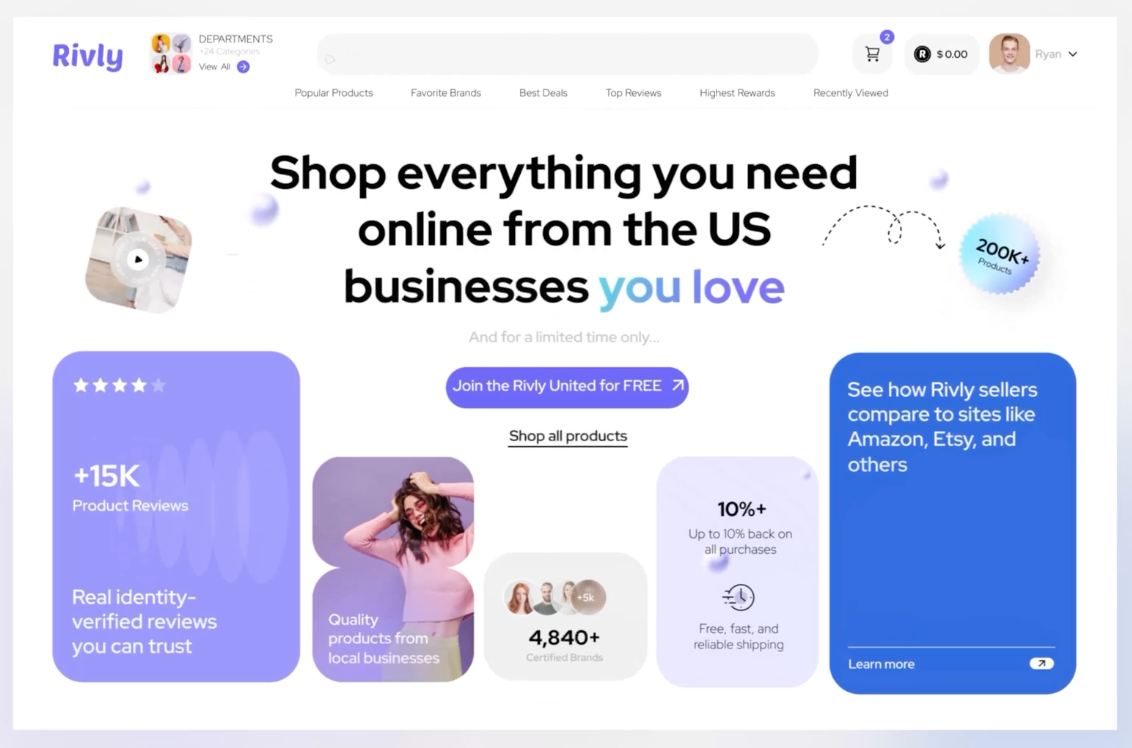 Rivly
DEPARTMENTS
+24 Categories
View All
2
R
$0.00
Ryan
Popular Products
Favorite Brands
Best Deals
Top Reviews
Highest Rewards
Recently Viewed
Shop everything you need
online from the US
businesses you love
And for a limited time only...
Join the Rivly United for FREE
Shop all products
200K+
Products
+15K
Product Reviews
Real identity-
verified reviews
you can trust
Quality
products from
local businesses
+5k
4,840+
Certified Brands
10%+
Up to 10% back on
all purchases
Free, fast, and
reliable shipping
See how Rivly sellers
compare to sites like
Amazon, Etsy, and
others
Learn more